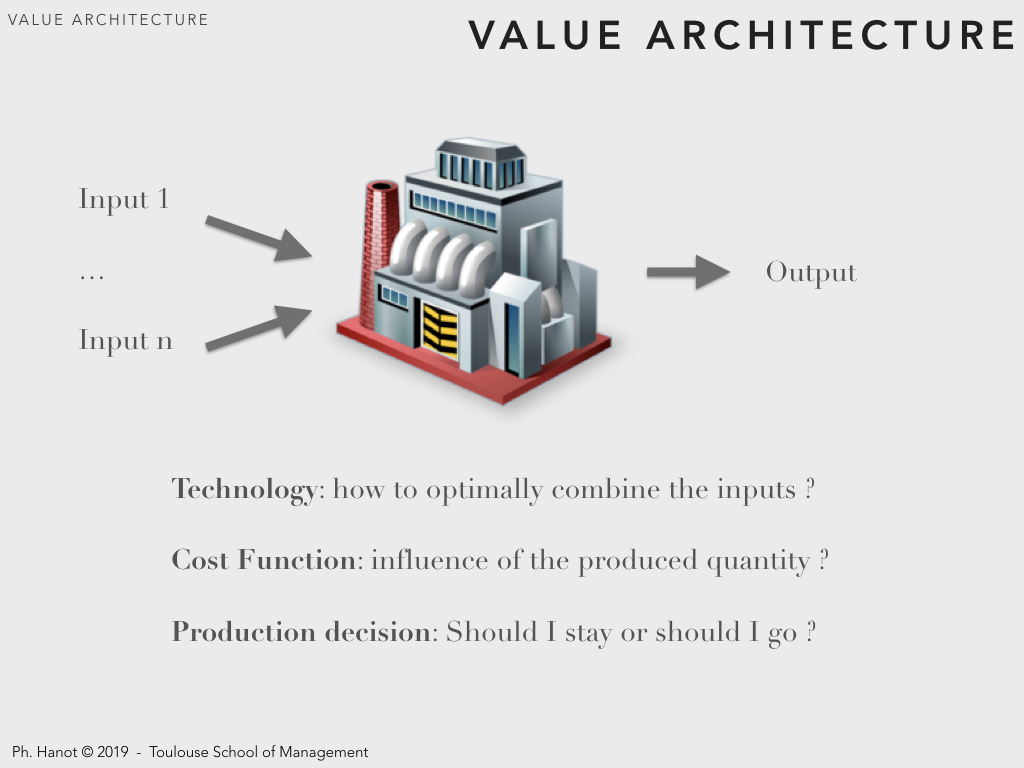 VALUE ARCHITECTURE
VALUE ARCHITECTURE
Input 1
...
Input n
Output
Technology: how to optimally combine the inputs ?
Cost Function: influence of the produced quantity ?
Production decision: Should I stay or should I go ?
Ph. Hanot © 2019 - Toulouse School of Management